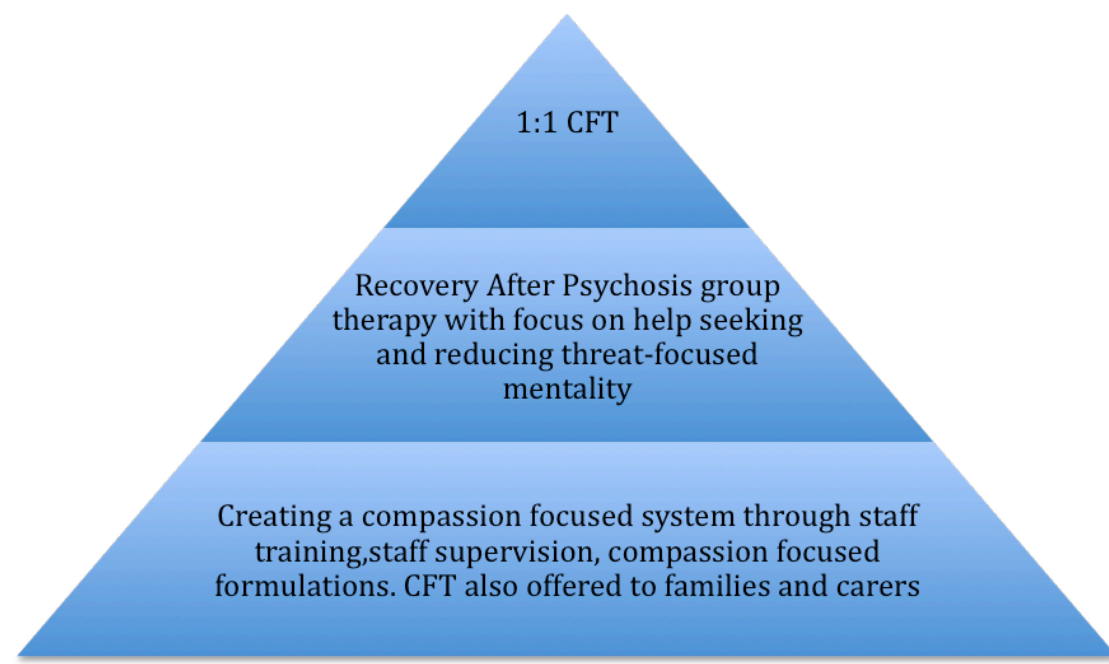 1:1 CFT
Recovery After Psychosis group
therapy with focus on help seeking
and reducing threat-focused
mentality
Creating a compassion focused system through staff
training,staff supervision, compassion focused
formulations. CFT also offered to families and carers